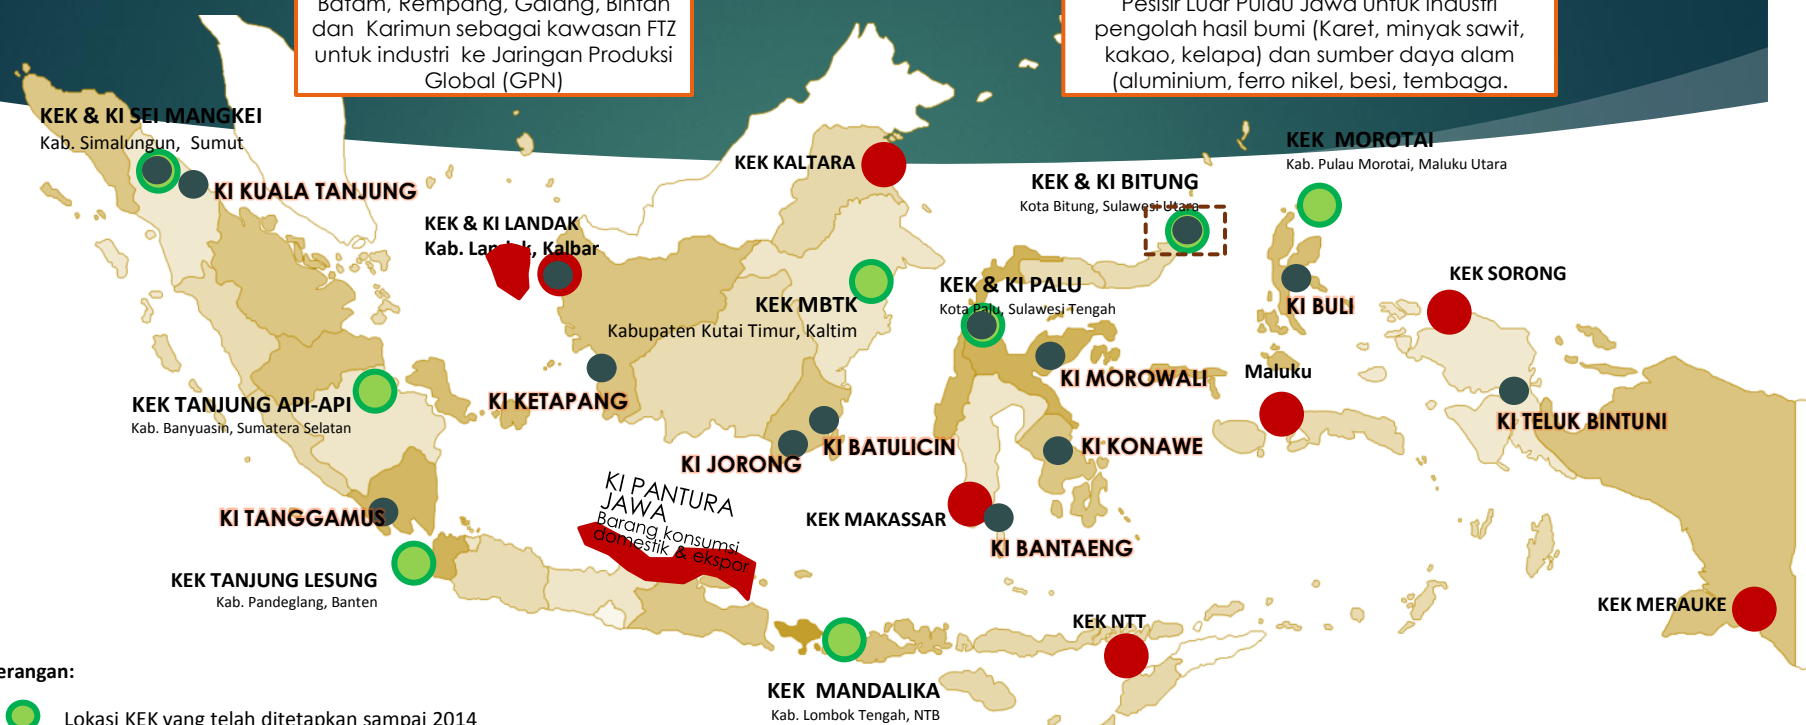 Batam, Rempang, Galang, Bintan
dan Karimun sebagai kawasan FTZ
untuk industri ke Jaringan Produksi
Global (GPN)
Pesisir Luar Pulau Jawa untuk industri
pengolah hasil bumi (Karet, minyak sawit,
kakao, kelapa) dan sumber daya alam
(aluminium, ferro nikel, besi, tembaga.
KEK & KI SEI MANGKEI
Kab. Simalungun, Sumut
KI KUALA TANJUNG
KEK KALTARA
KEK MOROTAI
Kab. Pulau Morotai, Maluku Utara
KEK & KI BITUNG
Kota Bitung, Sulawesi Utara
KEK & KI LANDAK
Kab. Landak, Kalbar
KEK SORONG
KEK & KI PALU
Kota Palu, Sulawesi Tengah
KEK MBTK
Kabupaten Kutai Timur, Kaltim
KI BULI
Maluku
KI MOROWALI
KI KETAPANG
KEK TANJUNG API-API
Kab. Banyuasin, Sumatera Selatan
KI TELUK BINTUNI
KI BATULICIN
KI KONAWE
KI JORONG
KI PANTURA
JAWA
Barang konsumsi
domestik & ekspor
KI TANGGAMUS
KEK MAKASSAR
KI BANTAENG
KEK TANJUNG LESUNG
Kab. Pandeglang, Banten
KEK MERAUKE
KEK NTT
KEK MANDALIKA
Kab. Lombok Tengah, NTB
erangan:
Lokasi KEK yang telah ditetapkan sampai 2014